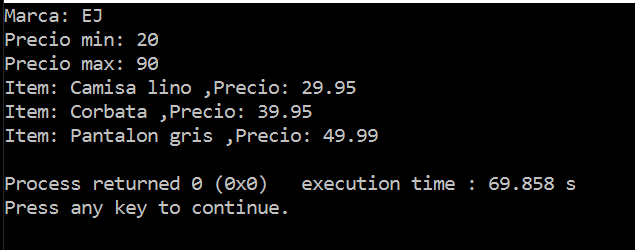 Marca: EJ
Precio min: 20
Precio max: 90
Item: Camisa lino ,Precio: 29.95
Item: Corbata ,Precio: 39.95
Item: Pantalon gris ,Precio: 49.99
Process returned 0 (0x0)   execution time : 69.858 s
Press any key to continue.